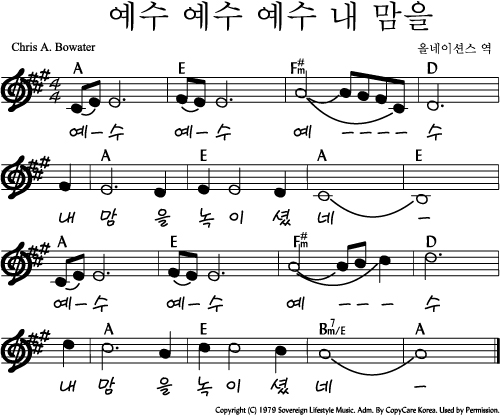 예수 예수 예수 내 맘을
Chris A. Bowater 올네이션스 역
A E F#m D
예-수 예-수 예 ---- 수
A E A E
내 맘 을 녹 이 셨 네 -
A E F#m D
예-수 예-수 예 --- 수
A E Bm7/E A
내 맘 을 녹 이 셨 네 -
Copyright (C) 1979 Sovereign Lifestyle Music. Adm. By CopyCare Korea. Used by Permission.